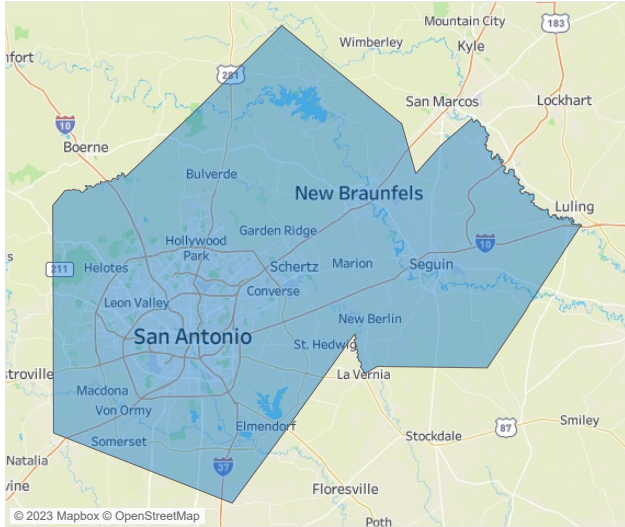 Mountain City
183
Wimberley
Kyle
nfort
281
San Marcos
Lockhart
10
Boerne
Bulverde
New Braunfels
Luling
Garden Ridge
Hollywood
Park
10
211
Helotes
Schertz
Marion
Seguin
Converse
Leon Valley
New Berlin
San Antonio
St. Hedwig
stroville
La Vernia
Macdona
Von Ormy
Smiley
Elmendorf
87
Stockdale
Somerset
Natalia
37
vine
Floresville
Poth
© 2023 Mapbox © OpenStreetMap